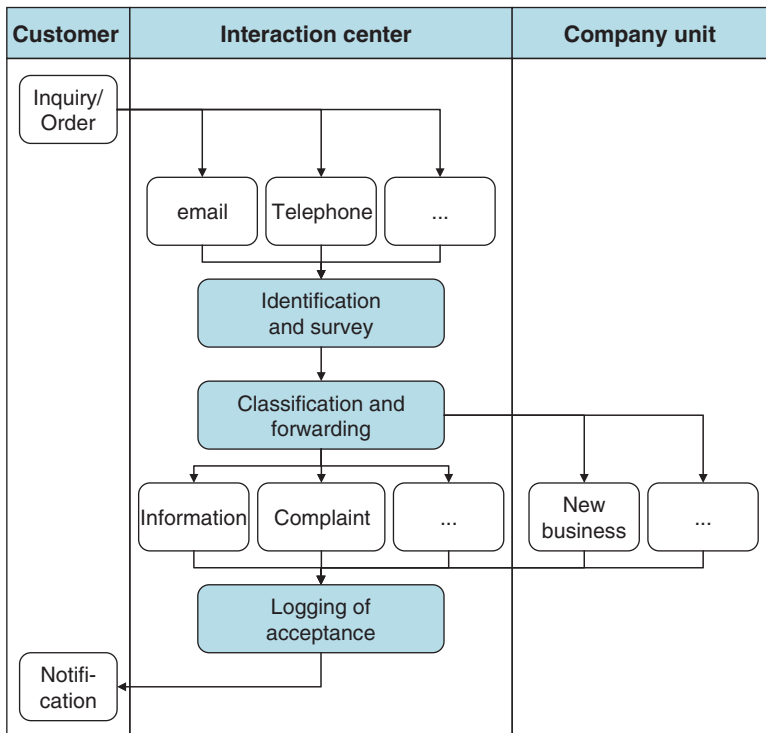 Customer
Interaction center
Company unit
Inquiry/
Order
email
Telephone
...
Identification
and survey
Classification and
forwarding
Information
Complaint
...
New
business
...
Logging of
acceptance
Notifi-
cation